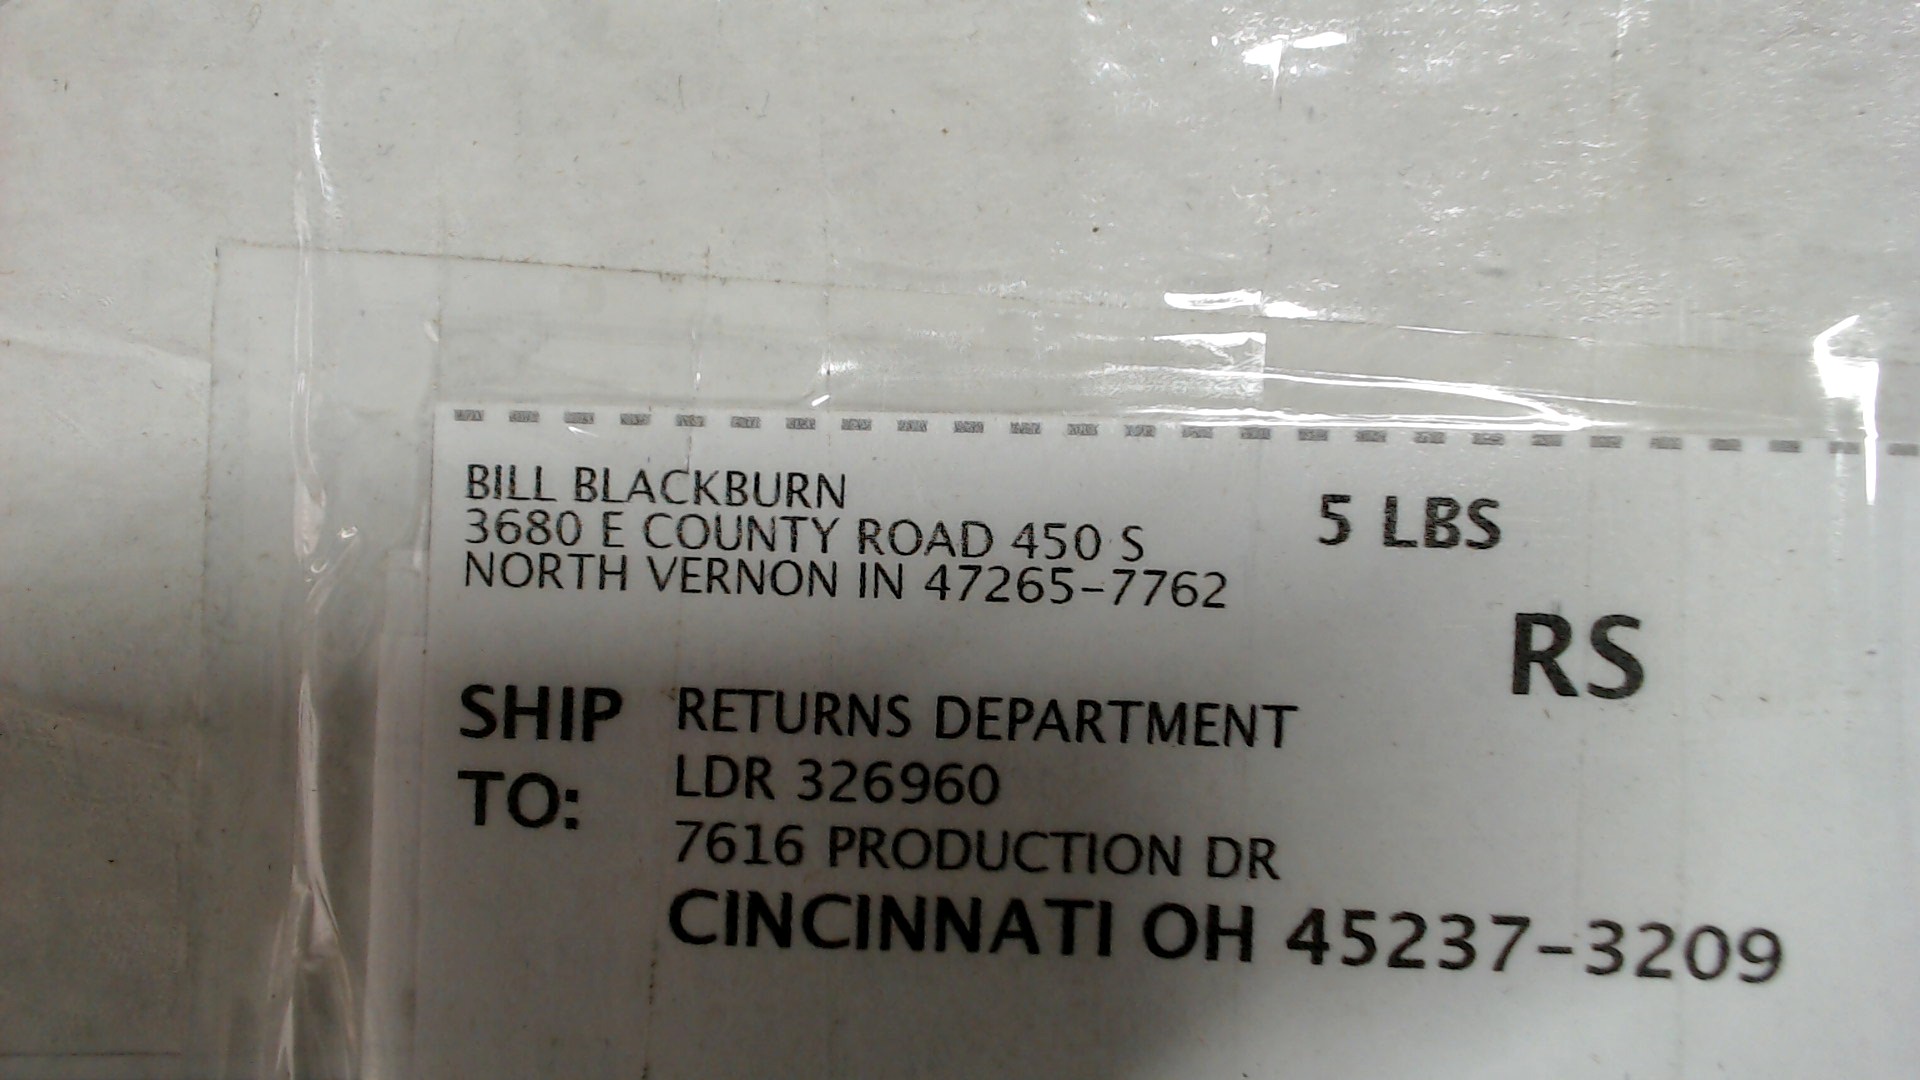 BILL BLACKBURN
3680 E COUNTY ROAD 450 S
NORTH VERNON IN 47265-7762
5 LBS
RS
SHIP TO:
RETURNS DEPARTMENT
LDR 326960
7616 PRODUCTION DR
CINCINNATI OH 45237-3209